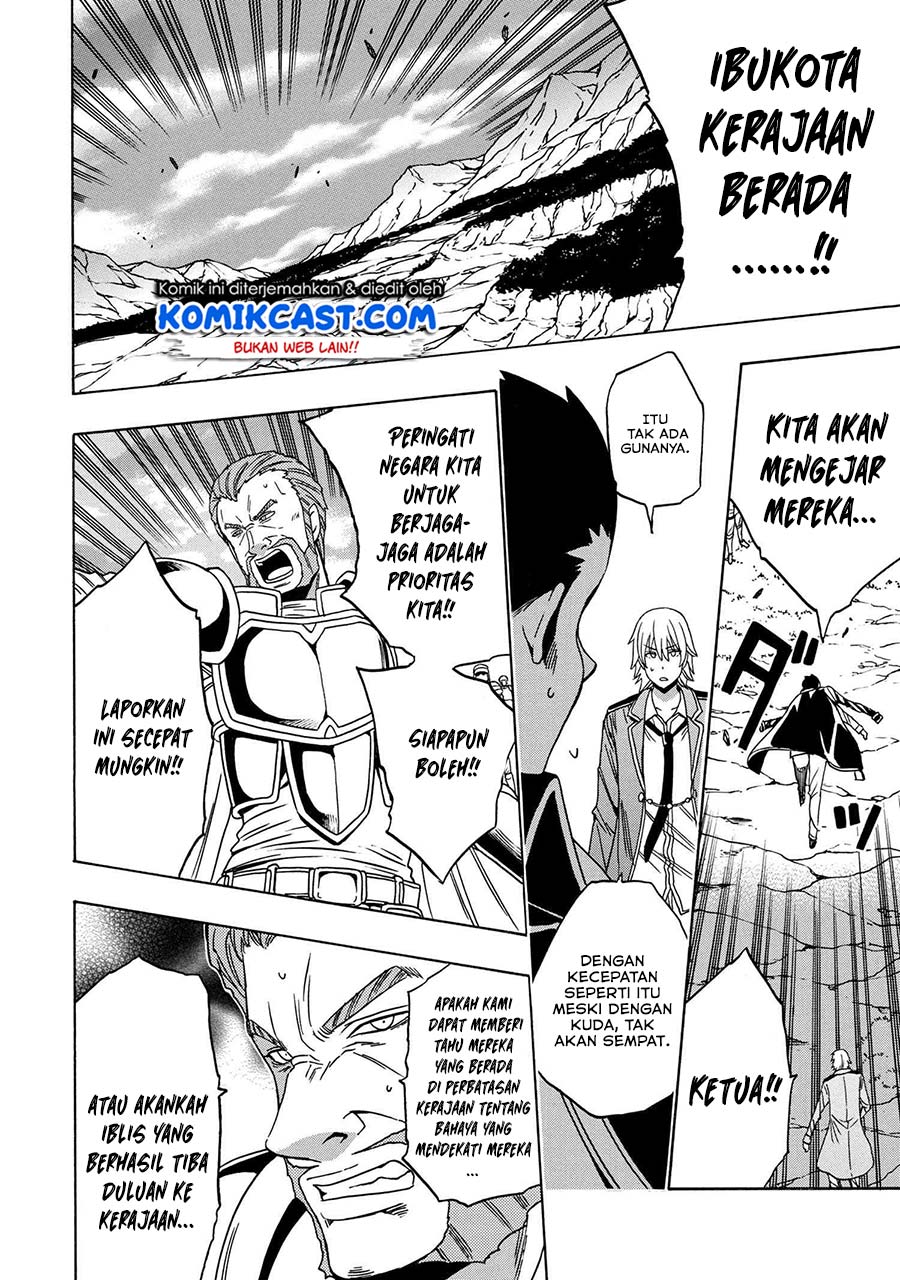 IBUKOTA
KERAJAAN
BERADA
........!!
Komik ini diterjemahkan & diedit oleh
KOMIKCAST.COM
BUKAN WEB LAIN!!
KITA AKAN
MENGEJAR
MEREKA...
ダッ
ITU
TAK ADA
GUNANYA.
KETUA!!
DENGAN
KECEPATAN
SEPERTI ITU
MESKI DENGAN
KUDA, TAK
AKAN SEMPAT.
PERINGATI
NEGARA KITA
UNTUK
BERJAGA-
JAGA ADALAH
PRIORITAS
KITA!!
SIAPAPUN
BOLEH!!
LAPORKAN
INI SECEPAT
MUNGKIN!!
APAKAH KAMI
DAPAT MEMBERI
TAHU MEREKA
YANG BERADA
DI PERBATASAN
KERAJAAN TENTANG
BAHAYA YANG
MENDEKATI MEREKA
...
ATAU AKANKAH
IBLIS YANG
BERHASIL TIBA
DULUAN KE
KERAJAAN...